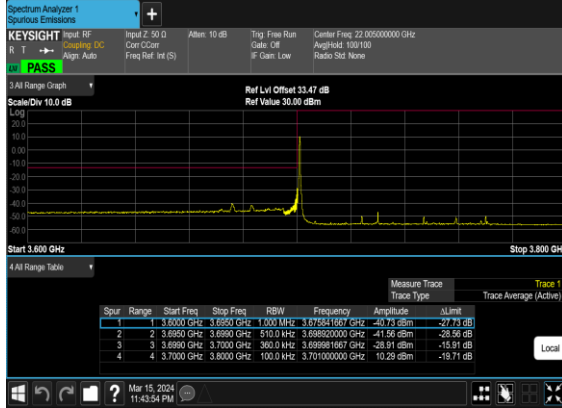 Spectrum Analyzer 1
Spurious Emissions
+
KEYSIGHT Input: RF Input Z: 50 Ω Atten: 10 dB Trig: Free Run Center Freq: 22.005000000 GHz
R T Coupling: DC Corr CCorr Gate: Off Avg|Hold: 100/100
Align: Auto Freq Ref: Int (S) IF Gain: Low Radio Std: None
PASS
3 All Range Graph
Ref Lvl Offset 33.47 dB
Scale/Div 10.0 dB Ref Value 30.00 dBm
Log
20.0
10.0
0.00
-10.0
-20.0
-30.0
-40.0
-50.0
-60.0
Start 3.600 GHz Stop 3.800 GH
4 All Range Table
Measure Trace Trace 1
Trace Type Trace Average (Active)
Spur Range Start Freq Stop Freq RBW Frequency Amplitude ΔLimit
1 1 3.6000 GHz 3.6950 GHz 1.000 MHz 3.675841667 GHz -40.73 dBm -27.73 dB
2 2 3.6950 GHz 3.6990 GHz 510.0 kHz 3.698920000 GHz -41.56 dBm -28.56 dB
3 3 3.6990 GHz 3.7000 GHz 360.0 kHz 3.699981667 GHz -28.91 dBm -15.91 dB
4 4 3.7000 GHz 3.8000 GHz 100.0 kHz 3.701000000 GHz 10.29 dBm -19.71 dB
Local
?
Mar 15, 2024
11:43:54 PM